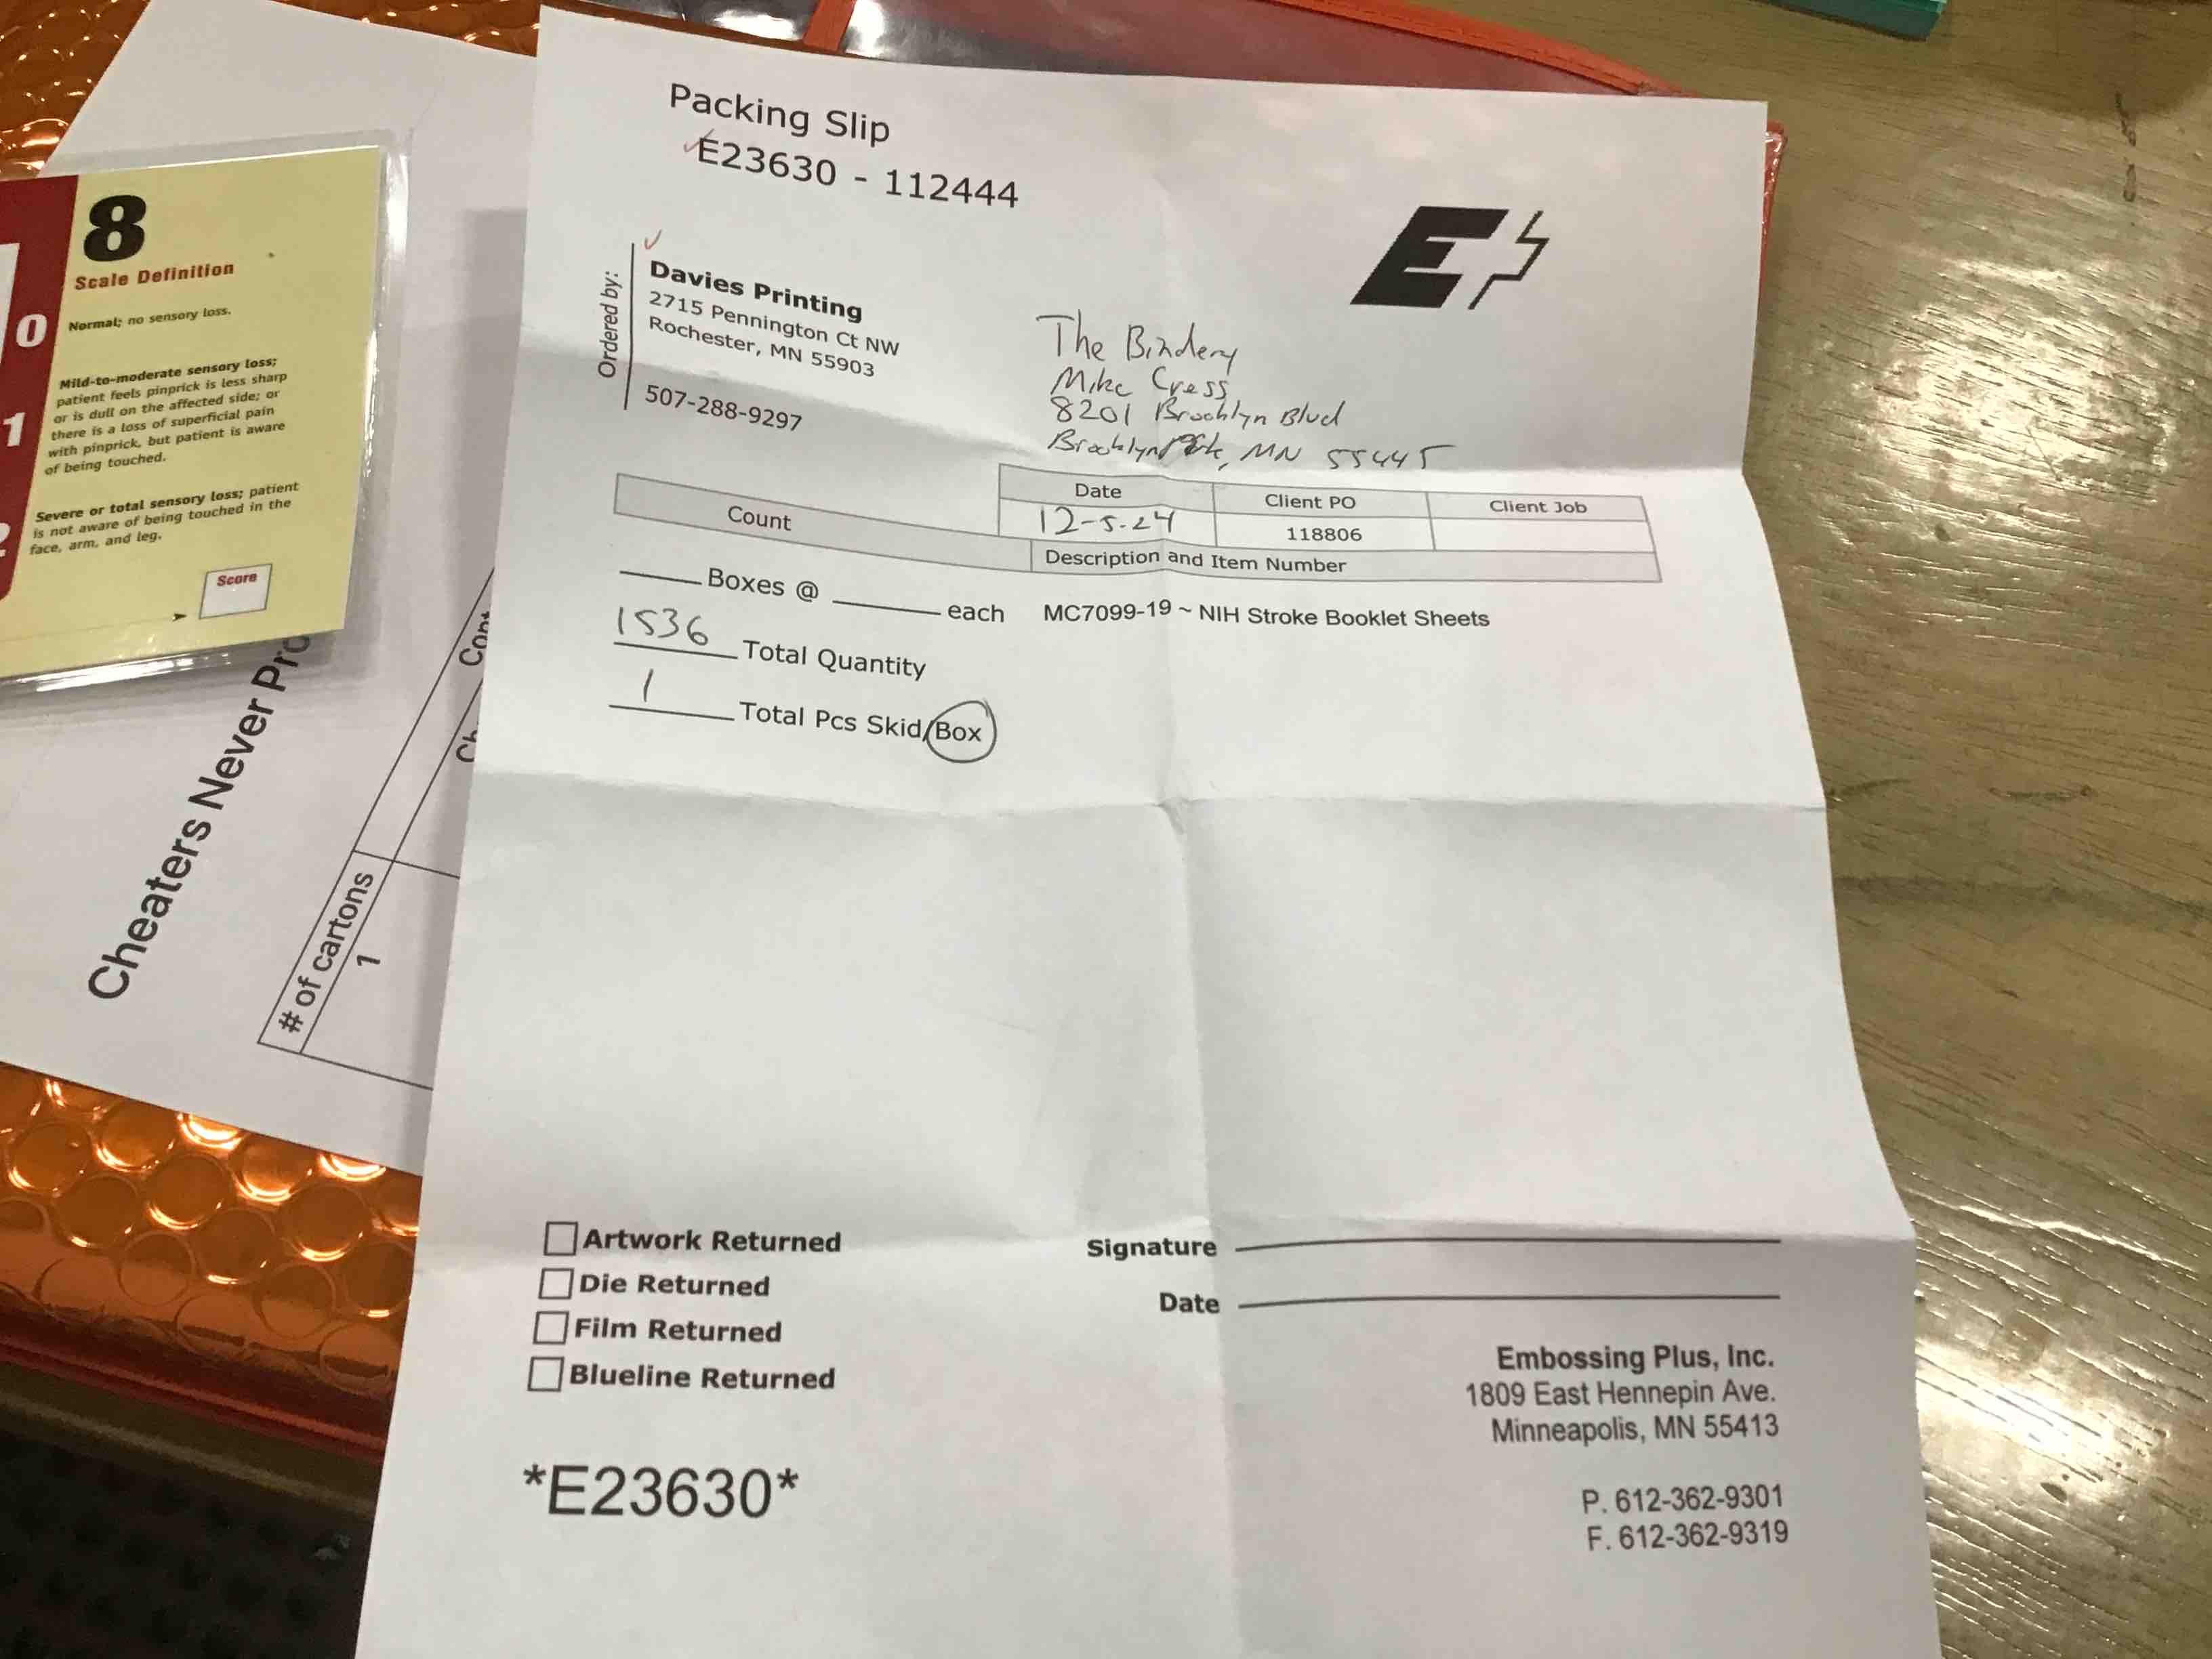 Packing Slip
E23630 - 112444
E
Ordered by:
Davies Printing
2715 Pennington Ct NW
Rochester, MN 55903
507-288-9297
The Bindery
Mike Cress
8201 Brooklyn Blvd
Brooklyn Park, MN 55445
Date Client PO Client Job
12-5-24 118806
Count Description and Item Number
Boxes @ each MC7099-19 ~ NIH Stroke Booklet Sheets
1536 Total Quantity
1 Total Pcs Skid/Box
Artwork Returned
Die Returned
Film Returned
Blueline Returned
Signature
Date
*E23630*
Embossing Plus, Inc.
1809 East Hennepin Ave.
Minneapolis, MN 55413
P. 612-362-9301
F. 612-362-9319
8
Scale Definition
0 Normal; no sensory loss.
1 Mild-to-moderate sensory loss;
patient feels pinprick is less sharp
or is dull on the affected side; or
there is a loss of superficial pain
with pinprick, but patient is aware
of being touched.
2 Severe or total sensory loss; patient
is not aware of being touched in the
face, arm, and leg.
Score
Cheaters Never Pro
# of cartons
1